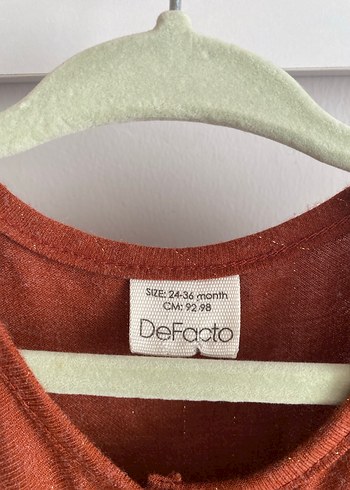 SIZE: 24-36 month
CM: 92/98
DeFacto